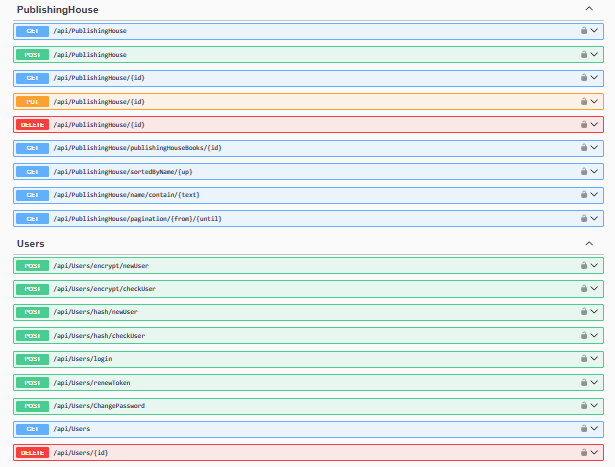 PublishingHouse
GET /api/PublishingHouse
POST /api/PublishingHouse
GET /api/PublishingHouse/{id}
PUT /api/PublishingHouse/{id}
DELETE /api/PublishingHouse/{id}
GET /api/PublishingHouse/publishingHouseBooks/{id}
GET /api/PublishingHouse/sortedByName/{up}
GET /api/PublishingHouse/name/contain/{text}
GET /api/PublishingHouse/pagination/{from}/{until}
Users
POST /api/Users/encrypt/newUser
POST /api/Users/encrypt/checkUser
POST /api/Users/hash/newUser
POST /api/Users/hash/checkUser
POST /api/Users/login
POST /api/Users/renewToken
POST /api/Users/ChangePassword
GET /api/Users
DELETE /api/Users/{id}